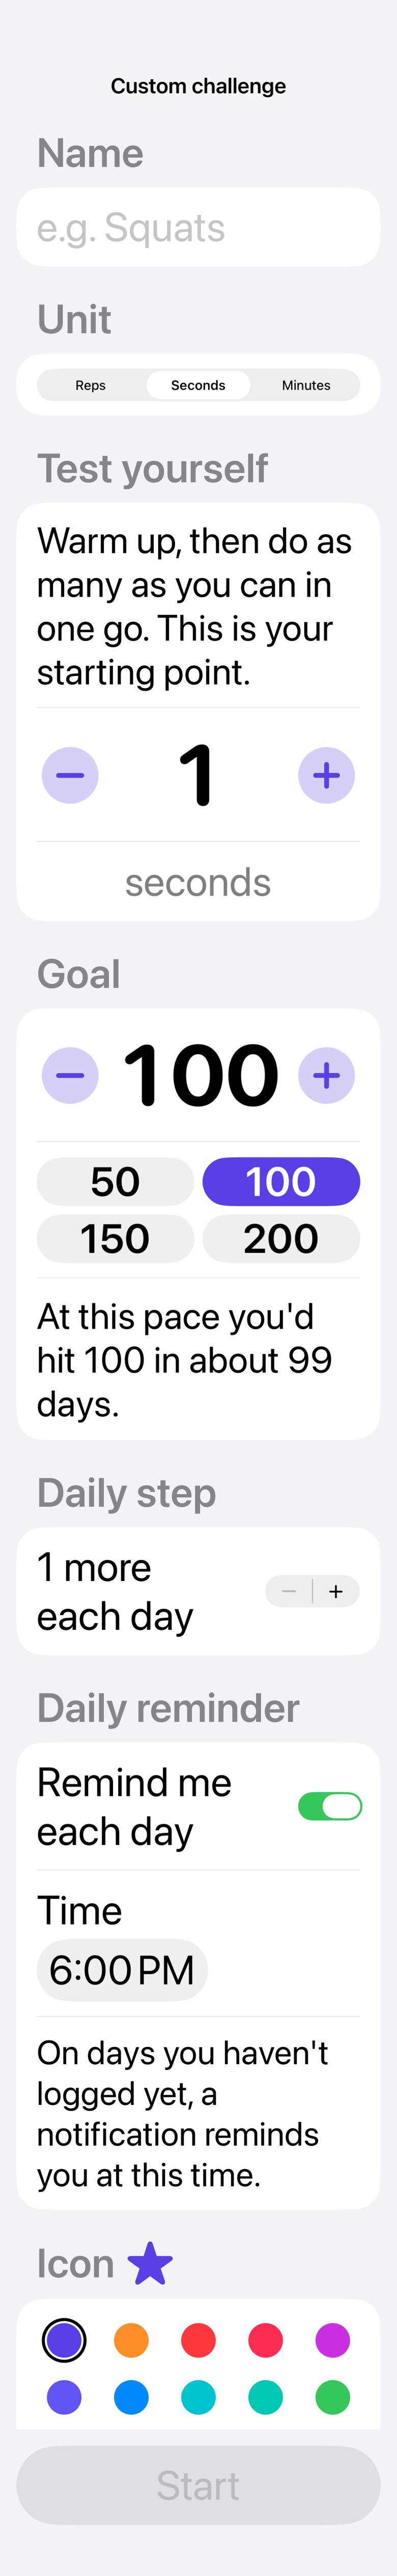 Custom challenge
Name
e.g. Squats
Unit
Reps Seconds Minutes
Test yourself
Warm up, then do as
many as you can in
one go. This is your
starting point.
− 1 +
seconds
Goal
− 100 +
50 100
150 200
At this pace you'd
hit 100 in about 99
days.
Daily step
1 more
each day
− +
Daily reminder
Remind me
each day
Time
6:00 PM
On days you haven't
logged yet, a
notification reminds
you at this time.
Icon
Start